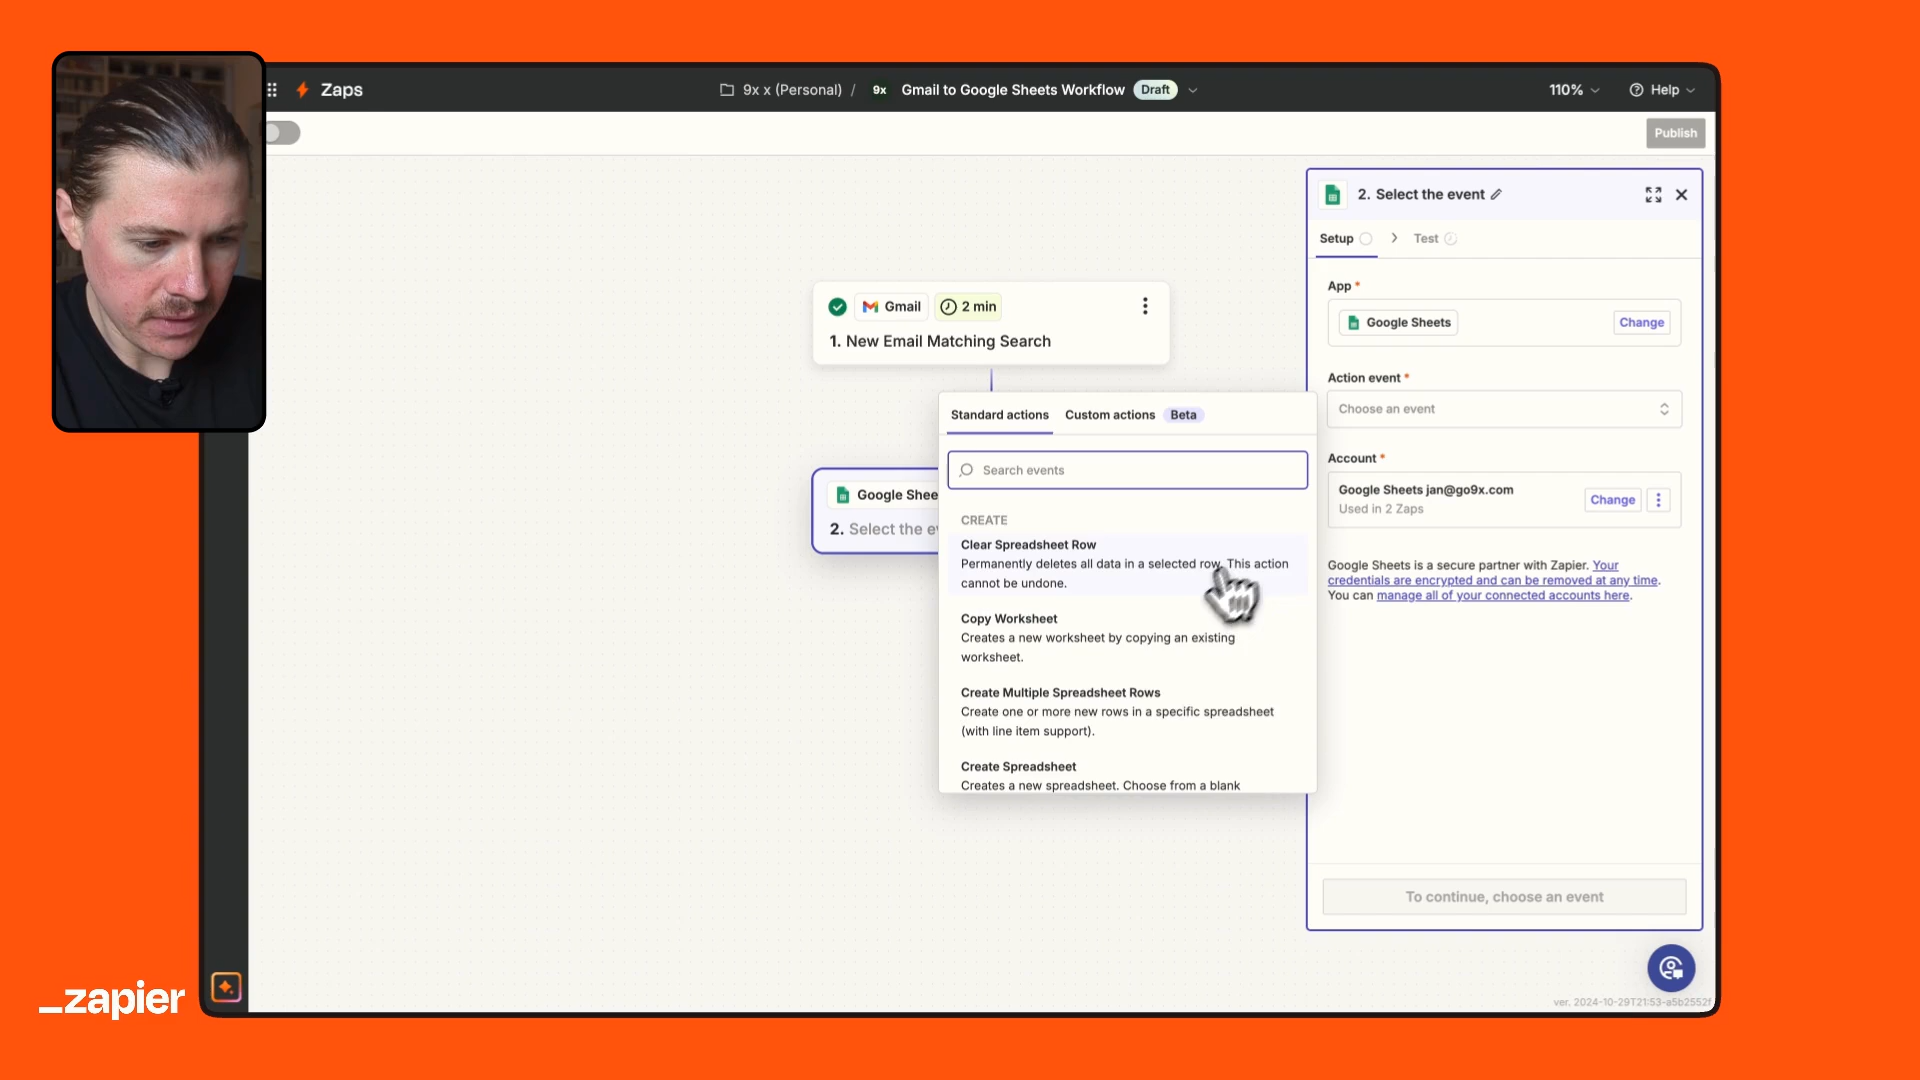 Zaps
9x x (Personal) / 9x Gmail to Google Sheets Workflow Draft
110%
Help
Publish
Gmail 2 min
1. New Email Matching Search
Google Shee
2. Select the e
Standard actions Custom actions Beta
Search events
CREATE
Clear Spreadsheet Row
Permanently deletes all data in a selected row. This action
cannot be undone.
Copy Worksheet
Creates a new worksheet by copying an existing
worksheet.
Create Multiple Spreadsheet Rows
Create one or more new rows in a specific spreadsheet
(with line item support).
Create Spreadsheet
Creates a new spreadsheet. Choose from a blank
2. Select the event
Setup > Test
App *
Google Sheets Change
Action event *
Choose an event
Account *
Google Sheets jan@go9x.com
Used in 2 Zaps
Change
Google Sheets is a secure partner with Zapier. Your
credentials are encrypted and can be removed at any time.
You can manage all of your connected accounts here.
To continue, choose an event
ver. 2024-10-29T21:53-a5b2552f
_zapier